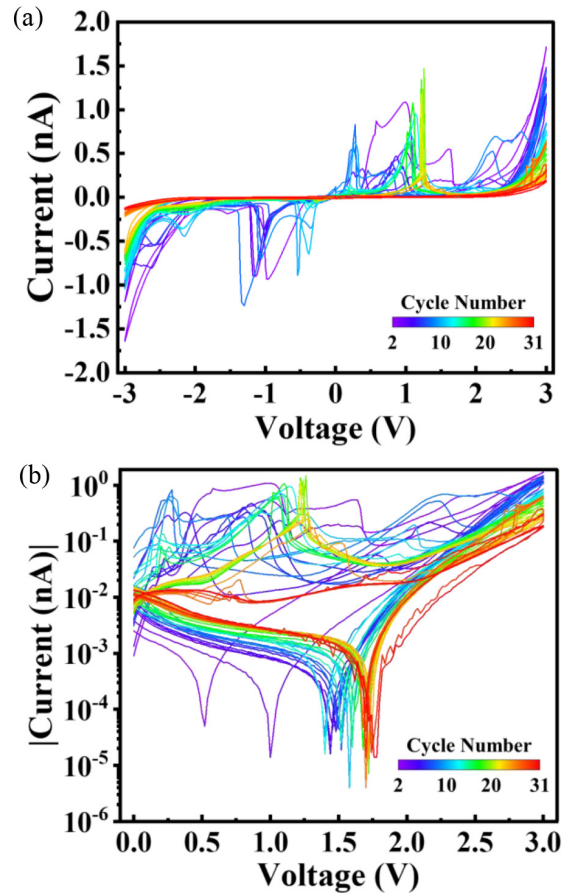 (a)
Current (nA)
2.0
1.5
1.0
0.5
0.0
-0.5
-1.0
-1.5
-2.0
Cycle Number
2 10 20 31
-3 -2 -1 0 1 2 3
Voltage (V)
(b)
|Current (nA)|
10⁰
10⁻¹
10⁻²
10⁻³
10⁻⁴
10⁻⁵
10⁻⁶
Cycle Number
2 10 20 31
0.0 0.5 1.0 1.5 2.0 2.5 3.0
Voltage (V)